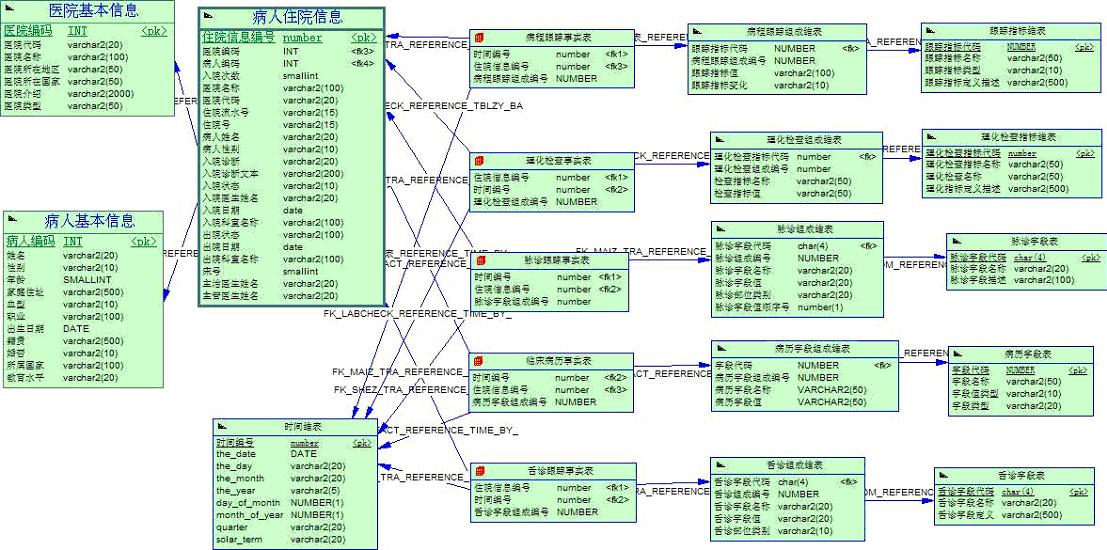 医院基本信息
医院编码 INT <pk>
医院代码 varchar2(20)
医院名称 varchar2(100)
医院所在地区 varchar2(50)
医院所在国家 varchar2(50)
医院介绍 varchar2(2000)
医院类型 varchar2(50)
病人基本信息
病人编码 INT <pk>
姓名 varchar2(20)
性别 varchar2(10)
年龄 SMALLINT
家庭住址 varchar2(500)
血型 varchar2(10)
职业 varchar2(100)
出生日期 DATE
籍贯 varchar2(500)
婚否 varchar2(10)
所属国家 varchar2(100)
教育水平 varchar2(20)
病人住院信息
住院信息编号 number <pk>
医院编码 INT <fk3>
病人编码 INT <fk4>
入院次数 smallint
医院名称 varchar2(100)
医院代码 varchar2(20)
住院流水号 varchar2(15)
住院号 varchar2(15)
病人姓名 varchar2(20)
病人性别 varchar2(10)
入院诊断 varchar2(20)
入院诊断文本 varchar2(200)
入院状态 varchar2(10)
入院医生姓名 varchar2(20)
入院日期 date
入院科室名称 varchar2(100)
出院状态 varchar2(100)
出院日期 date
出院科室名称 varchar2(100)
床号 smallint
主治医生姓名 varchar2(20)
主管医生姓名 varchar2(20)
时间维表
时间编号 number <pk>
the_date DATE
the_day varchar2(20)
the_month varchar2(20)
the_year varchar2(5)
day_of_month NUMBER(1)
month_of_year NUMBER(1)
quarter varchar2(20)
solar_term varchar2(20)
TRA_REFERENCE_
ECK_REFERENCE_TBLZY_BA
TRA_REFERENCE_
FK_LABCHECK_REFERENCE_TIME_BY_
FK_MAIZ_TRA_REFERENCE_
FK_SHEZ_TRA_REFERENCE_
ACT_REFERENCE_TIME_BY_
TRA_REFERENCE_
病程跟踪事实表
时间编号 number <fk1>
住院信息编号 number <fk3>
病程跟踪组成编号 NUMBER
理化检查事实表
住院信息编号 number <fk1>
时间编号 number <fk2>
理化检查组成编号 NUMBER
脉诊跟踪事实表
时间编号 number <fk1>
住院信息编号 number <fk2>
脉诊字段组成编号 number
临床病历事实表
时间编号 number <fk2>
住院信息编号 number <fk3>
病历字段组成编号 NUMBER
舌诊跟踪事实表
住院信息编号 number <fk1>
时间编号 number <fk2>
舌诊字段组成编号 NUMBER
病程跟踪组成维表
跟踪指标代码 NUMBER <fk>
病程跟踪组成编号 NUMBER
跟踪指标值 varchar2(100)
跟踪指标变化 varchar2(10)
理化检查组成维表
理化检查指标代码 number <fk>
理化检查组成编号 number
检查指标名称 varchar2(50)
检查指标值 varchar2(50)
脉诊组成维表
脉诊字段代码 char(4) <fk>
脉诊组成编号 NUMBER
脉诊字段名称 varchar2(20)
脉诊字段值 varchar2(20)
脉诊部位类别 varchar2(20)
脉诊字段值顺序号 number(1)
病历字段组成维表
字段代码 NUMBER <fk>
病历字段组成编号 NUMBER
病历字段名称 VARCHAR2(50)
病历字段值 VARCHAR2(50)
舌诊组成维表
舌诊字段代码 char(4) <fk>
舌诊组成编号 NUMBER
舌诊字段名称 varchar2(20)
舌诊字段值 varchar2(20)
舌诊部位类别 varchar2(10)
跟踪指标维表
跟踪指标代码 NUMBER <pk>
跟踪指标名称 varchar2(50)
跟踪指标类型 varchar2(10)
跟踪指标定义描述 varchar2(500)
理化检查指标维表
理化检查指标代码 number <pk>
理化检查指标名称 varchar2(50)
理化检查名称 varchar2(50)
理化指标定义描述 varchar2(500)
脉诊字段表
脉诊字段代码 char(4) <pk>
脉诊字段名称 varchar2(20)
脉诊字段描述 varchar2(100)
病历字段表
字段代码 NUMBER <pk>
字段名称 varchar2(50)
字段值类型 varchar2(10)
字段类型 varchar2(20)
舌诊字段表
舌诊字段代码 char(4) <pk>
舌诊字段名称 varchar2(20)
舌诊字段定义 varchar2(500)